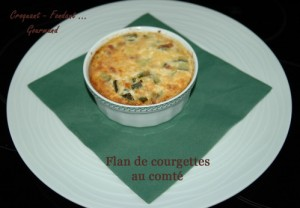 Croquant - Fondant ...
Gourmand
Flan de courgettes
au comté